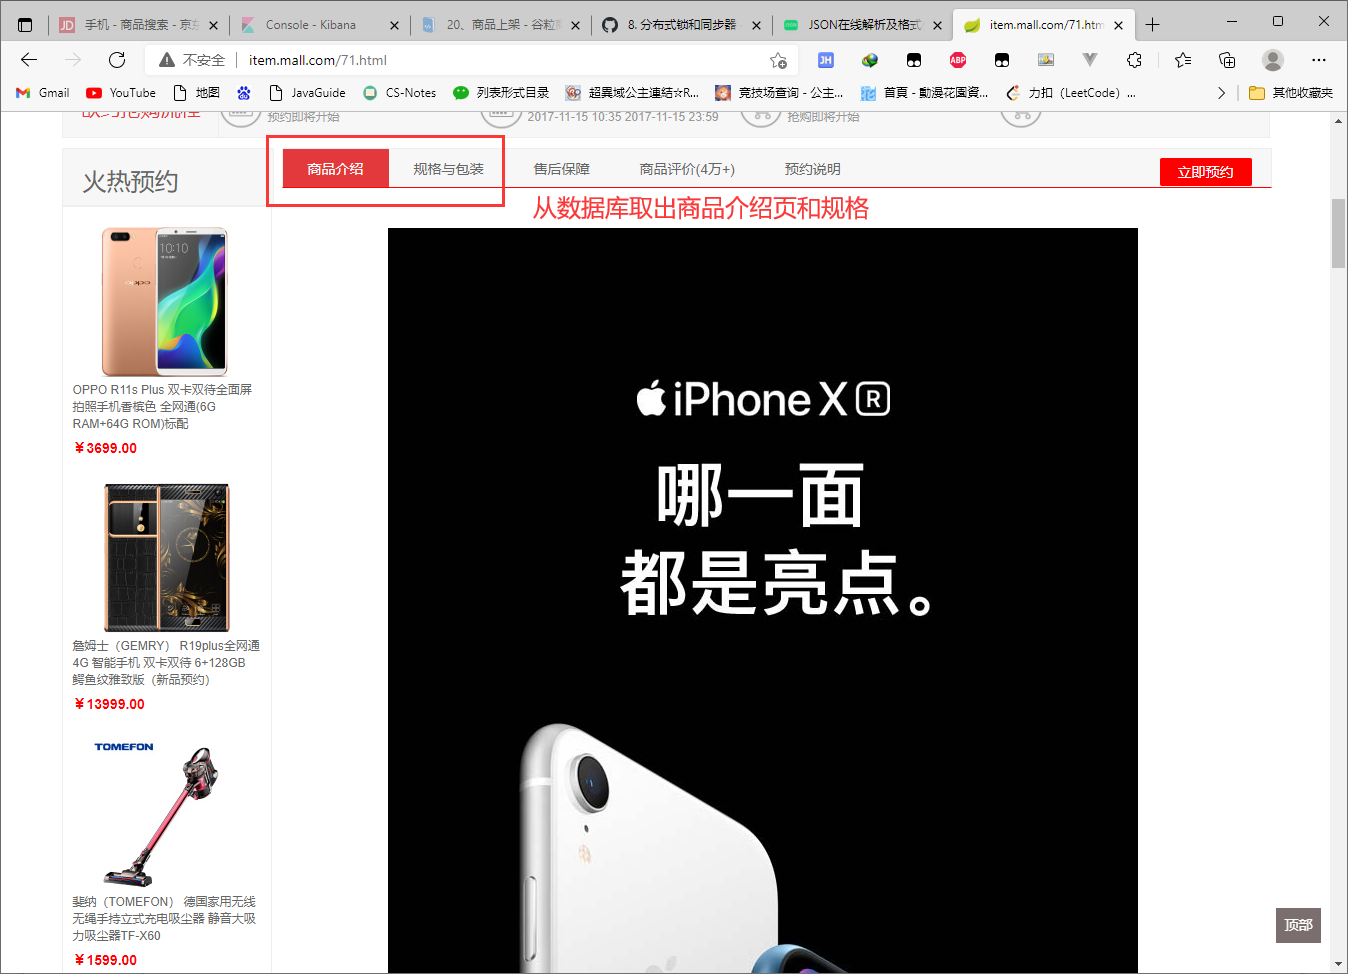 手机 - 商品搜索 - 京东
Console - Kibana
20、商品上架 - 谷粒商
8. 分布式锁和同步器
JSON在线解析及格式
item.mall.com/71.htm
不安全 item.mall.com/71.html
Gmail
YouTube
地图
JavaGuide
CS-Notes
列表形式目录
超異域公主連結☆R...
竞技场查询 - 公主...
首頁 - 動漫花園資...
力扣（LeetCode）...
其他收藏夹
预约抢购流程
预约即将开始
2017-11-15 10:35 2017-11-15 23:59
抢购即将开始
火热预约
商品介绍
规格与包装
售后保障
商品评价(4万+)
预约说明
立即预约
从数据库取出商品介绍页和规格
OPPO R11s Plus 双卡双待全面屏
拍照手机香槟色 全网通(6G
RAM+64G ROM)标配
￥3699.00
詹姆士（GEMRY） R19plus全网通
4G 智能手机 双卡双待 6+128GB
鳄鱼纹雅致版（新品预约）
￥13999.00
TOMEFON
斐纳（TOMEFON） 德国家用无线
无绳手持立式充电吸尘器 静音大吸
力吸尘器TF-X60
￥1599.00
iPhone X R
哪一面
都是亮点。
顶部